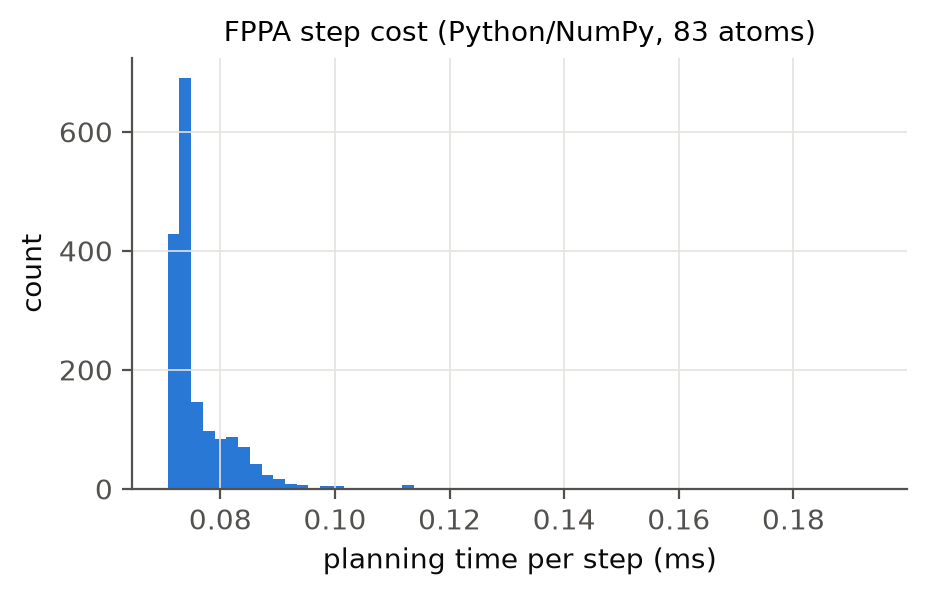 FPPA step cost (Python/NumPy, 83 atoms)
600
400
200
0
count
0.08 0.10 0.12 0.14 0.16 0.18
planning time per step (ms)